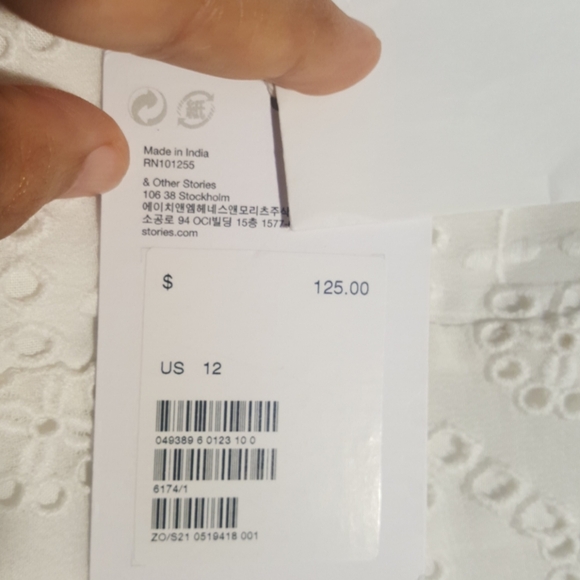 紙
Made in India
RN101255
& Other Stories
106 38 Stockholm
에이치앤엠헤네스앤모리츠주식
소공로 94 OCI빌딩 15층 1577
stories.com
$ 125.00
US 12
049389 6 0123 10 0
6174/1
ZO/S21 0519418 001